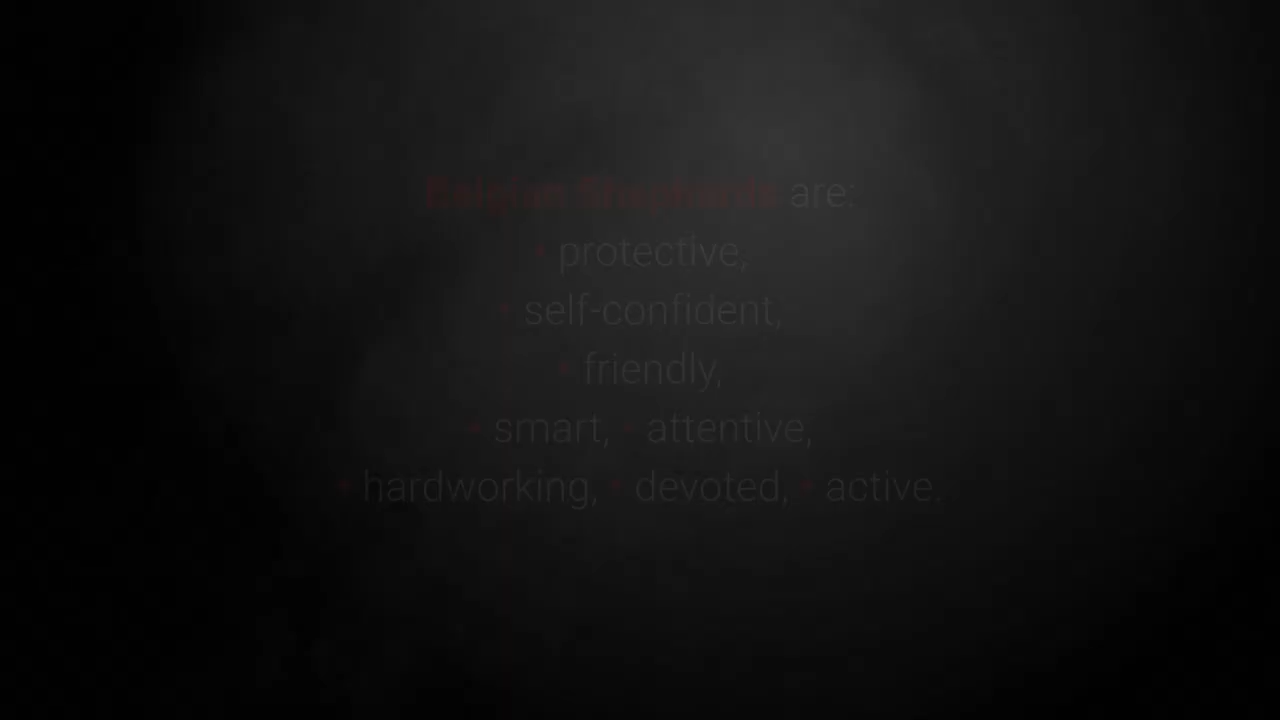 Belgian Shepherds are:
• protective,
• self-confident,
• friendly,
• smart, • attentive,
• hardworking, • devoted, • active.